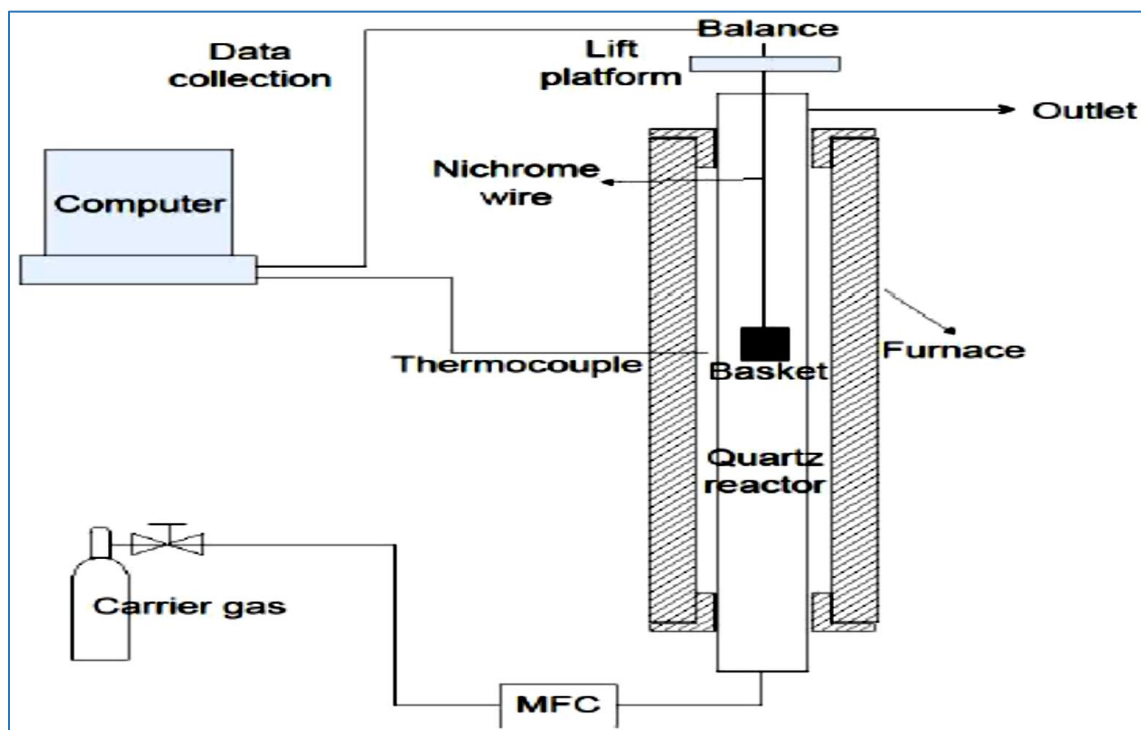 Balance
Data
collection
Lift
platform
Outlet
Nichrome
wire
Computer
Thermocouple
Basket
Furnace
Quartz
reactor
Carrier gas
MFC